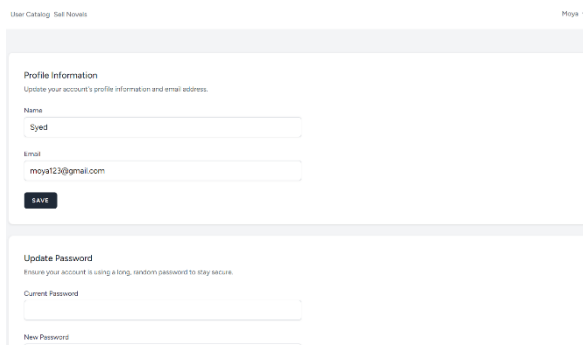 User Catalog Sell Novels
Moya
Profile Information
Update your account's profile information and email address.
Name
Syed
Email
moya123@gmail.com
SAVE
Update Password
Ensure your account is using a long, random password to stay secure.
Current Password
New Password